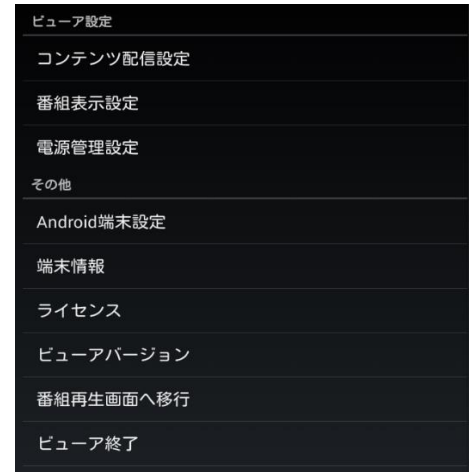 ビューア設定
コンテンツ配信設定
番組表示設定
電源管理設定
その他
Android端末設定
端末情報
ライセンス
ビューアバージョン
番組再生画面へ移行
ビューア終了